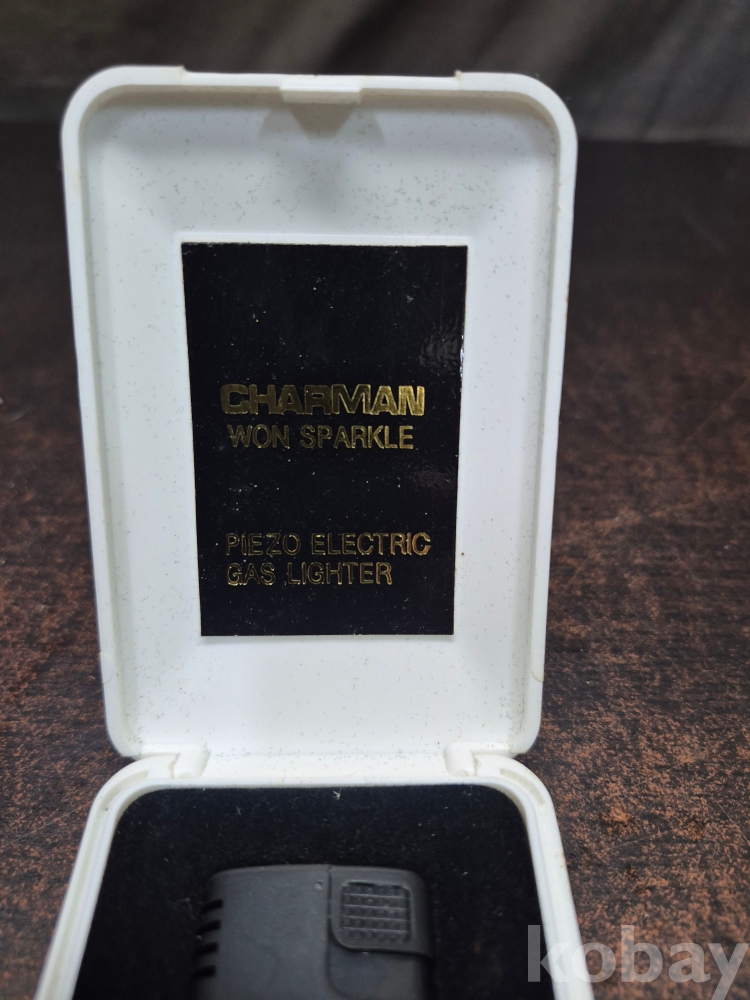 CHARMAN
WON SPARKLE
PIEZO ELECTRIC
GAS LIGHTER
kobay